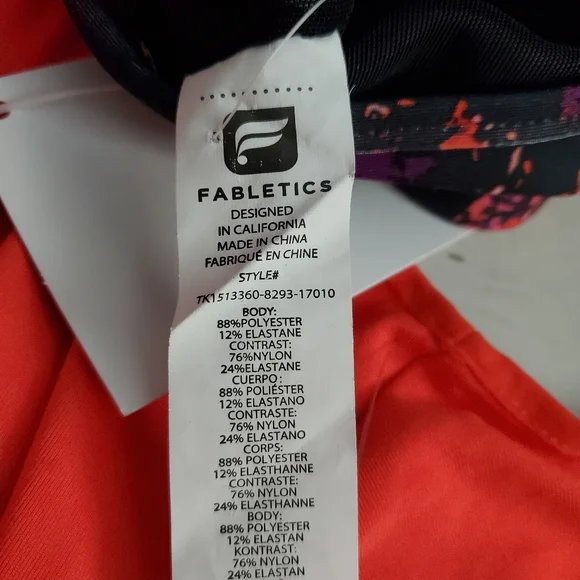 FABLETICS
DESIGNED
IN CALIFORNIA
MADE IN CHINA
FABRIQUÉ EN CHINE
STYLE#
TK1513360-8293-17010
BODY:
88%POLYESTER
12% ELASTANE
CONTRAST:
76%NYLON
24%ELASTANE
CUERPO:
88% POLIÉSTER
12% ELASTANO
CONTRASTE:
76% NYLON
24% ELASTANO
CORPS:
88% POLYESTER
12% ELASTHANNE
CONTRASTE:
76% NYLON
24% ELASTHANNE
BODY:
88% POLYESTER
12% ELASTAN
KONTRAST:
76% NYLON
24% ELASTAN